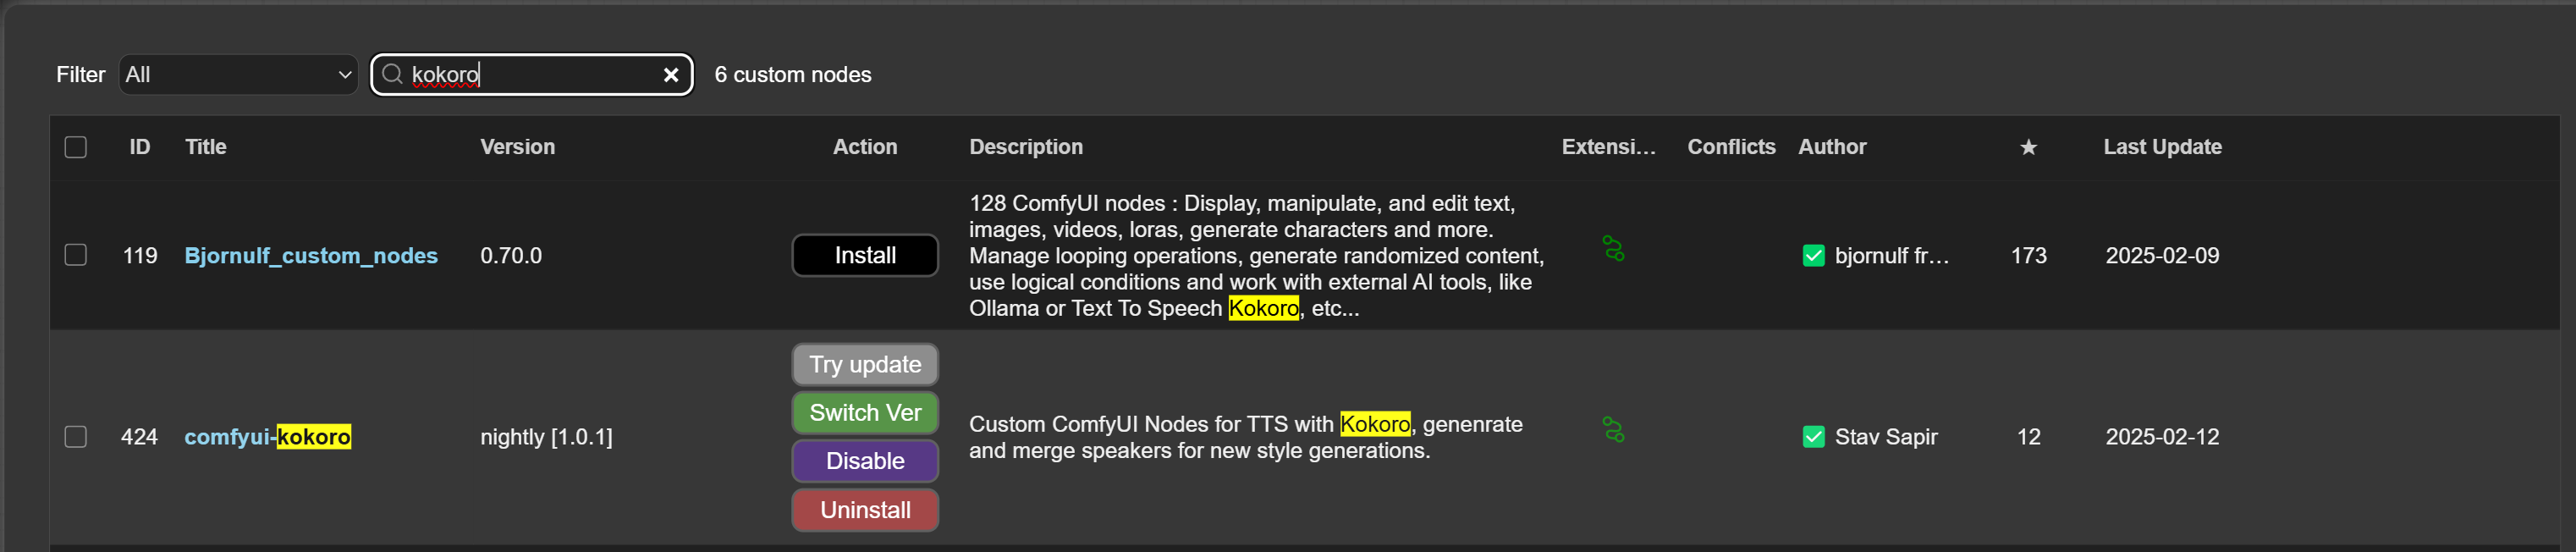 Filter All kokoro 6 custom nodes
ID Title Version Action Description Extensi... Conflicts Author ★ Last Update
119 Bjornulf_custom_nodes 0.70.0 Install
128 ComfyUI nodes : Display, manipulate, and edit text,
images, videos, loras, generate characters and more.
Manage looping operations, generate randomized content,
use logical conditions and work with external AI tools, like
Ollama or Text To Speech Kokoro, etc...
bjornulf fr... 173 2025-02-09
424 comfyui-kokoro nightly [1.0.1]
Try update
Switch Ver
Disable
Uninstall
Custom ComfyUI Nodes for TTS with Kokoro, genenrate
and merge speakers for new style generations.
Stav Sapir 12 2025-02-12